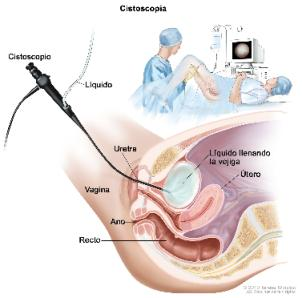 Cistoscopia
Cistoscopio
Líquido
Uretra
Líquido llenando
la vejiga
Útero
Vagina
Ano
Recto